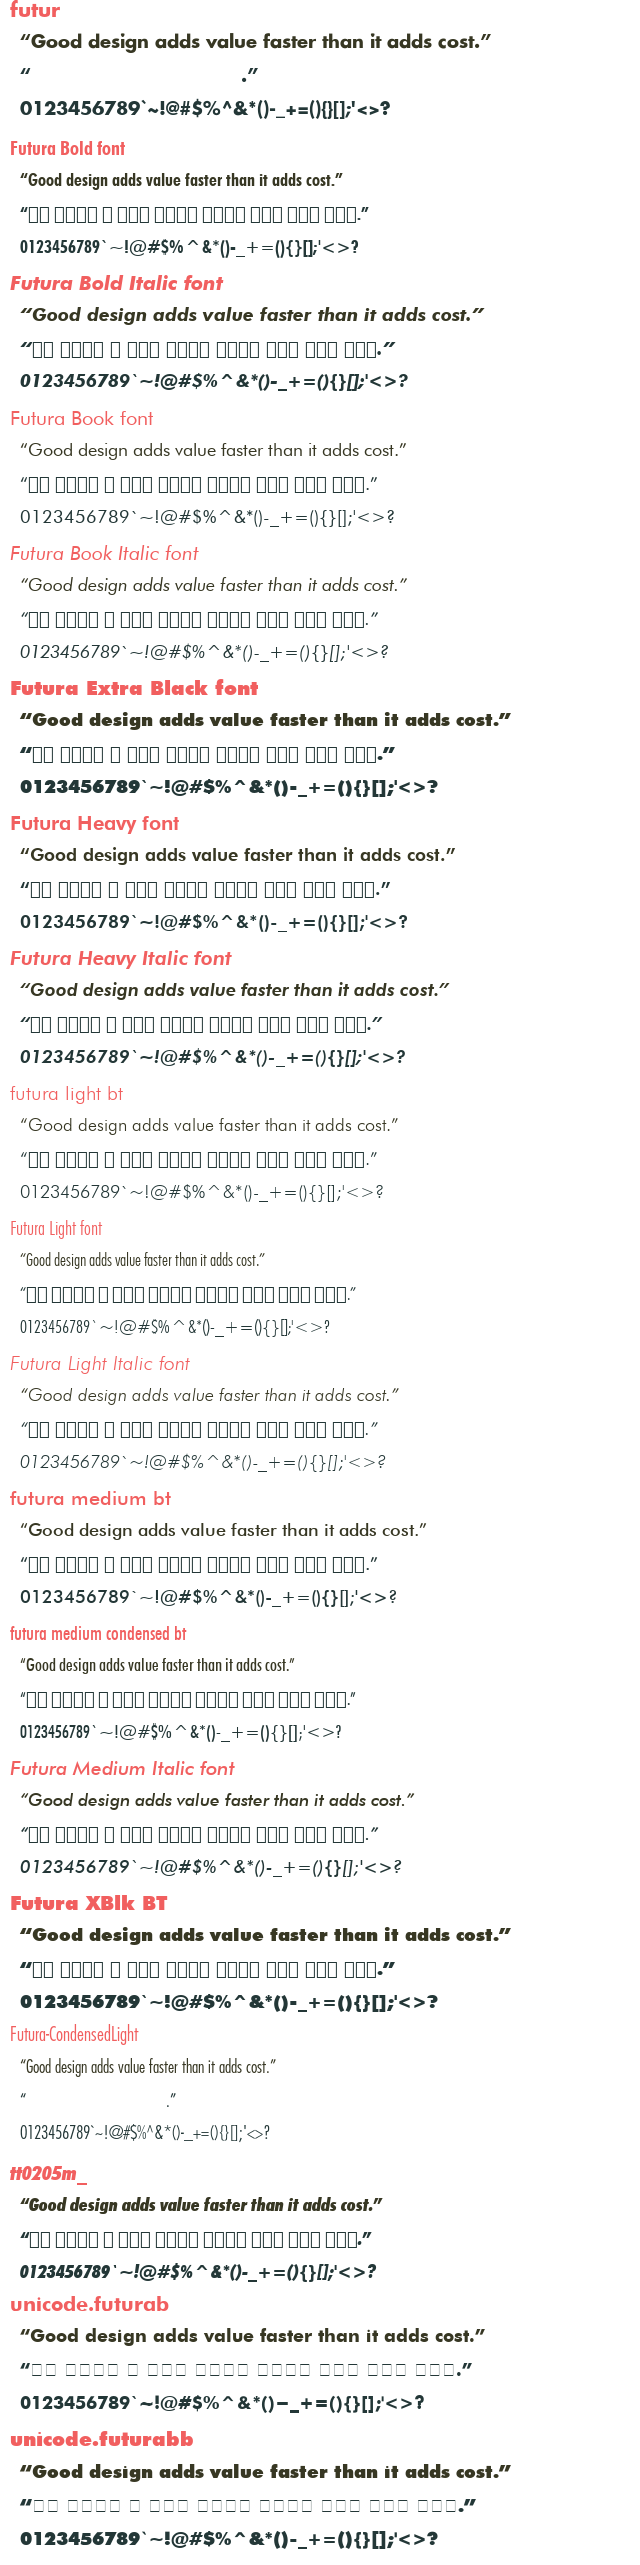 futur
“Good design adds value faster than it adds cost.”
“ .”
0123456789`~!@#$%^&*()-_+=(){}[];'<>?
Futura Bold font
“Good design adds value faster than it adds cost.”
“▯▯ ▯▯▯▯ ▯ ▯▯▯ ▯▯▯▯ ▯▯▯▯ ▯▯▯ ▯▯▯ ▯▯▯.”
0123456789`~!@#$%^&*()-_+=(){}[];'<>?
Futura Bold Italic font
“Good design adds value faster than it adds cost.”
“▯▯ ▯▯▯▯ ▯ ▯▯▯ ▯▯▯▯ ▯▯▯▯ ▯▯▯ ▯▯▯ ▯▯▯.”
0123456789`~!@#$%^&*()-_+=(){}[];'<>?
Futura Book font
“Good design adds value faster than it adds cost.”
“▯▯ ▯▯▯▯ ▯ ▯▯▯ ▯▯▯▯ ▯▯▯▯ ▯▯▯ ▯▯▯ ▯▯▯.”
0123456789`~!@#$%^&*()-_+=(){}[];'<>?
Futura Book Italic font
“Good design adds value faster than it adds cost.”
“▯▯ ▯▯▯▯ ▯ ▯▯▯ ▯▯▯▯ ▯▯▯▯ ▯▯▯ ▯▯▯ ▯▯▯.”
0123456789`~!@#$%^&*()-_+=(){}[];'<>?
Futura Extra Black font
“Good design adds value faster than it adds cost.”
“▯▯ ▯▯▯▯ ▯ ▯▯▯ ▯▯▯▯ ▯▯▯▯ ▯▯▯ ▯▯▯ ▯▯▯.”
0123456789`~!@#$%^&*()-_+=(){}[];'<>?
Futura Heavy font
“Good design adds value faster than it adds cost.”
“▯▯ ▯▯▯▯ ▯ ▯▯▯ ▯▯▯▯ ▯▯▯▯ ▯▯▯ ▯▯▯ ▯▯▯.”
0123456789`~!@#$%^&*()-_+=(){}[];'<>?
Futura Heavy Italic font
“Good design adds value faster than it adds cost.”
“▯▯ ▯▯▯▯ ▯ ▯▯▯ ▯▯▯▯ ▯▯▯▯ ▯▯▯ ▯▯▯ ▯▯▯.”
0123456789`~!@#$%^&*()-_+=(){}[];'<>?
futura light bt
“Good design adds value faster than it adds cost.”
“▯▯ ▯▯▯▯ ▯ ▯▯▯ ▯▯▯▯ ▯▯▯▯ ▯▯▯ ▯▯▯ ▯▯▯.”
0123456789`~!@#$%^&*()-_+=(){}[];'<>?
Futura Light font
“Good design adds value faster than it adds cost.”
“▯▯ ▯▯▯▯ ▯ ▯▯▯ ▯▯▯▯ ▯▯▯▯ ▯▯▯ ▯▯▯ ▯▯▯.”
0123456789`~!@#$%^&*()-_+=(){}[];'<>?
Futura Light Italic font
“Good design adds value faster than it adds cost.”
“▯▯ ▯▯▯▯ ▯ ▯▯▯ ▯▯▯▯ ▯▯▯▯ ▯▯▯ ▯▯▯ ▯▯▯.”
0123456789`~!@#$%^&*()-_+=(){}[];'<>?
futura medium bt
“Good design adds value faster than it adds cost.”
“▯▯ ▯▯▯▯ ▯ ▯▯▯ ▯▯▯▯ ▯▯▯▯ ▯▯▯ ▯▯▯ ▯▯▯.”
0123456789`~!@#$%^&*()-_+=(){}[];'<>?
futura medium condensed bt
“Good design adds value faster than it adds cost.”
“▯▯ ▯▯▯▯ ▯ ▯▯▯ ▯▯▯▯ ▯▯▯▯ ▯▯▯ ▯▯▯ ▯▯▯.”
0123456789`~!@#$%^&*()-_+=(){}[];'<>?
Futura Medium Italic font
“Good design adds value faster than it adds cost.”
“▯▯ ▯▯▯▯ ▯ ▯▯▯ ▯▯▯▯ ▯▯▯▯ ▯▯▯ ▯▯▯ ▯▯▯.”
0123456789`~!@#$%^&*()-_+=(){}[];'<>?
Futura XBlk BT
“Good design adds value faster than it adds cost.”
“▯▯ ▯▯▯▯ ▯ ▯▯▯ ▯▯▯▯ ▯▯▯▯ ▯▯▯ ▯▯▯ ▯▯▯.”
0123456789`~!@#$%^&*()-_+=(){}[];'<>?
Futura-CondensedLight
“Good design adds value faster than it adds cost.”
“ .”
0123456789`~!@#$%^&*()-_+=(){}[];'<>?
tt0205m_
“Good design adds value faster than it adds cost.”
“▯▯ ▯▯▯▯ ▯ ▯▯▯ ▯▯▯▯ ▯▯▯▯ ▯▯▯ ▯▯▯ ▯▯▯.”
0123456789`~!@#$%^&*()-_+=(){}[];'<>?
unicode.futurab
“Good design adds value faster than it adds cost.”
“▯▯ ▯▯▯▯ ▯ ▯▯▯ ▯▯▯▯ ▯▯▯▯ ▯▯▯ ▯▯▯ ▯▯▯.”
0123456789`~!@#$%^&*()−_+=(){}[];'<>?
unicode.futurabb
“Good design adds value faster than it adds cost.”
“▯▯ ▯▯▯▯ ▯ ▯▯▯ ▯▯▯▯ ▯▯▯▯ ▯▯▯ ▯▯▯ ▯▯▯.”
0123456789`~!@#$%^&*()-_+=(){}[];'<>?